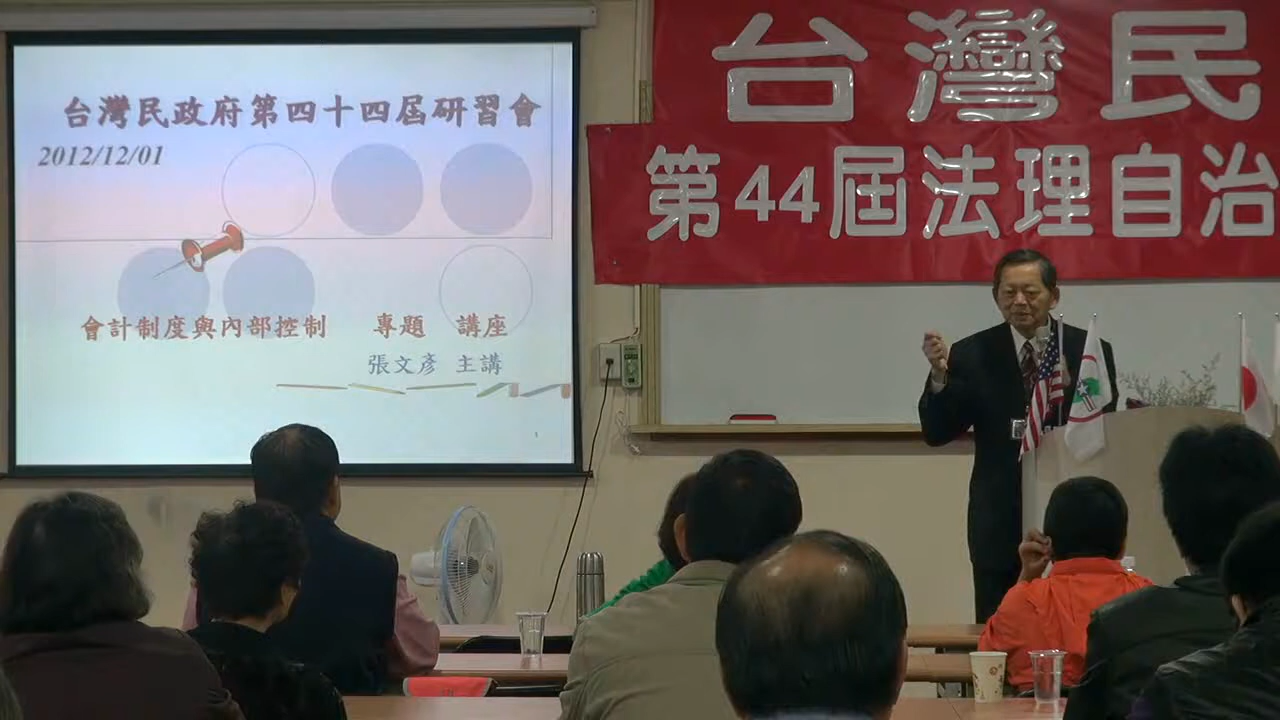 台灣民政府第四十四屆研習會
2012/12/01
會計制度與內部控制 專題 講座
張文彥 主講
1
台灣民
第44屆法理自治